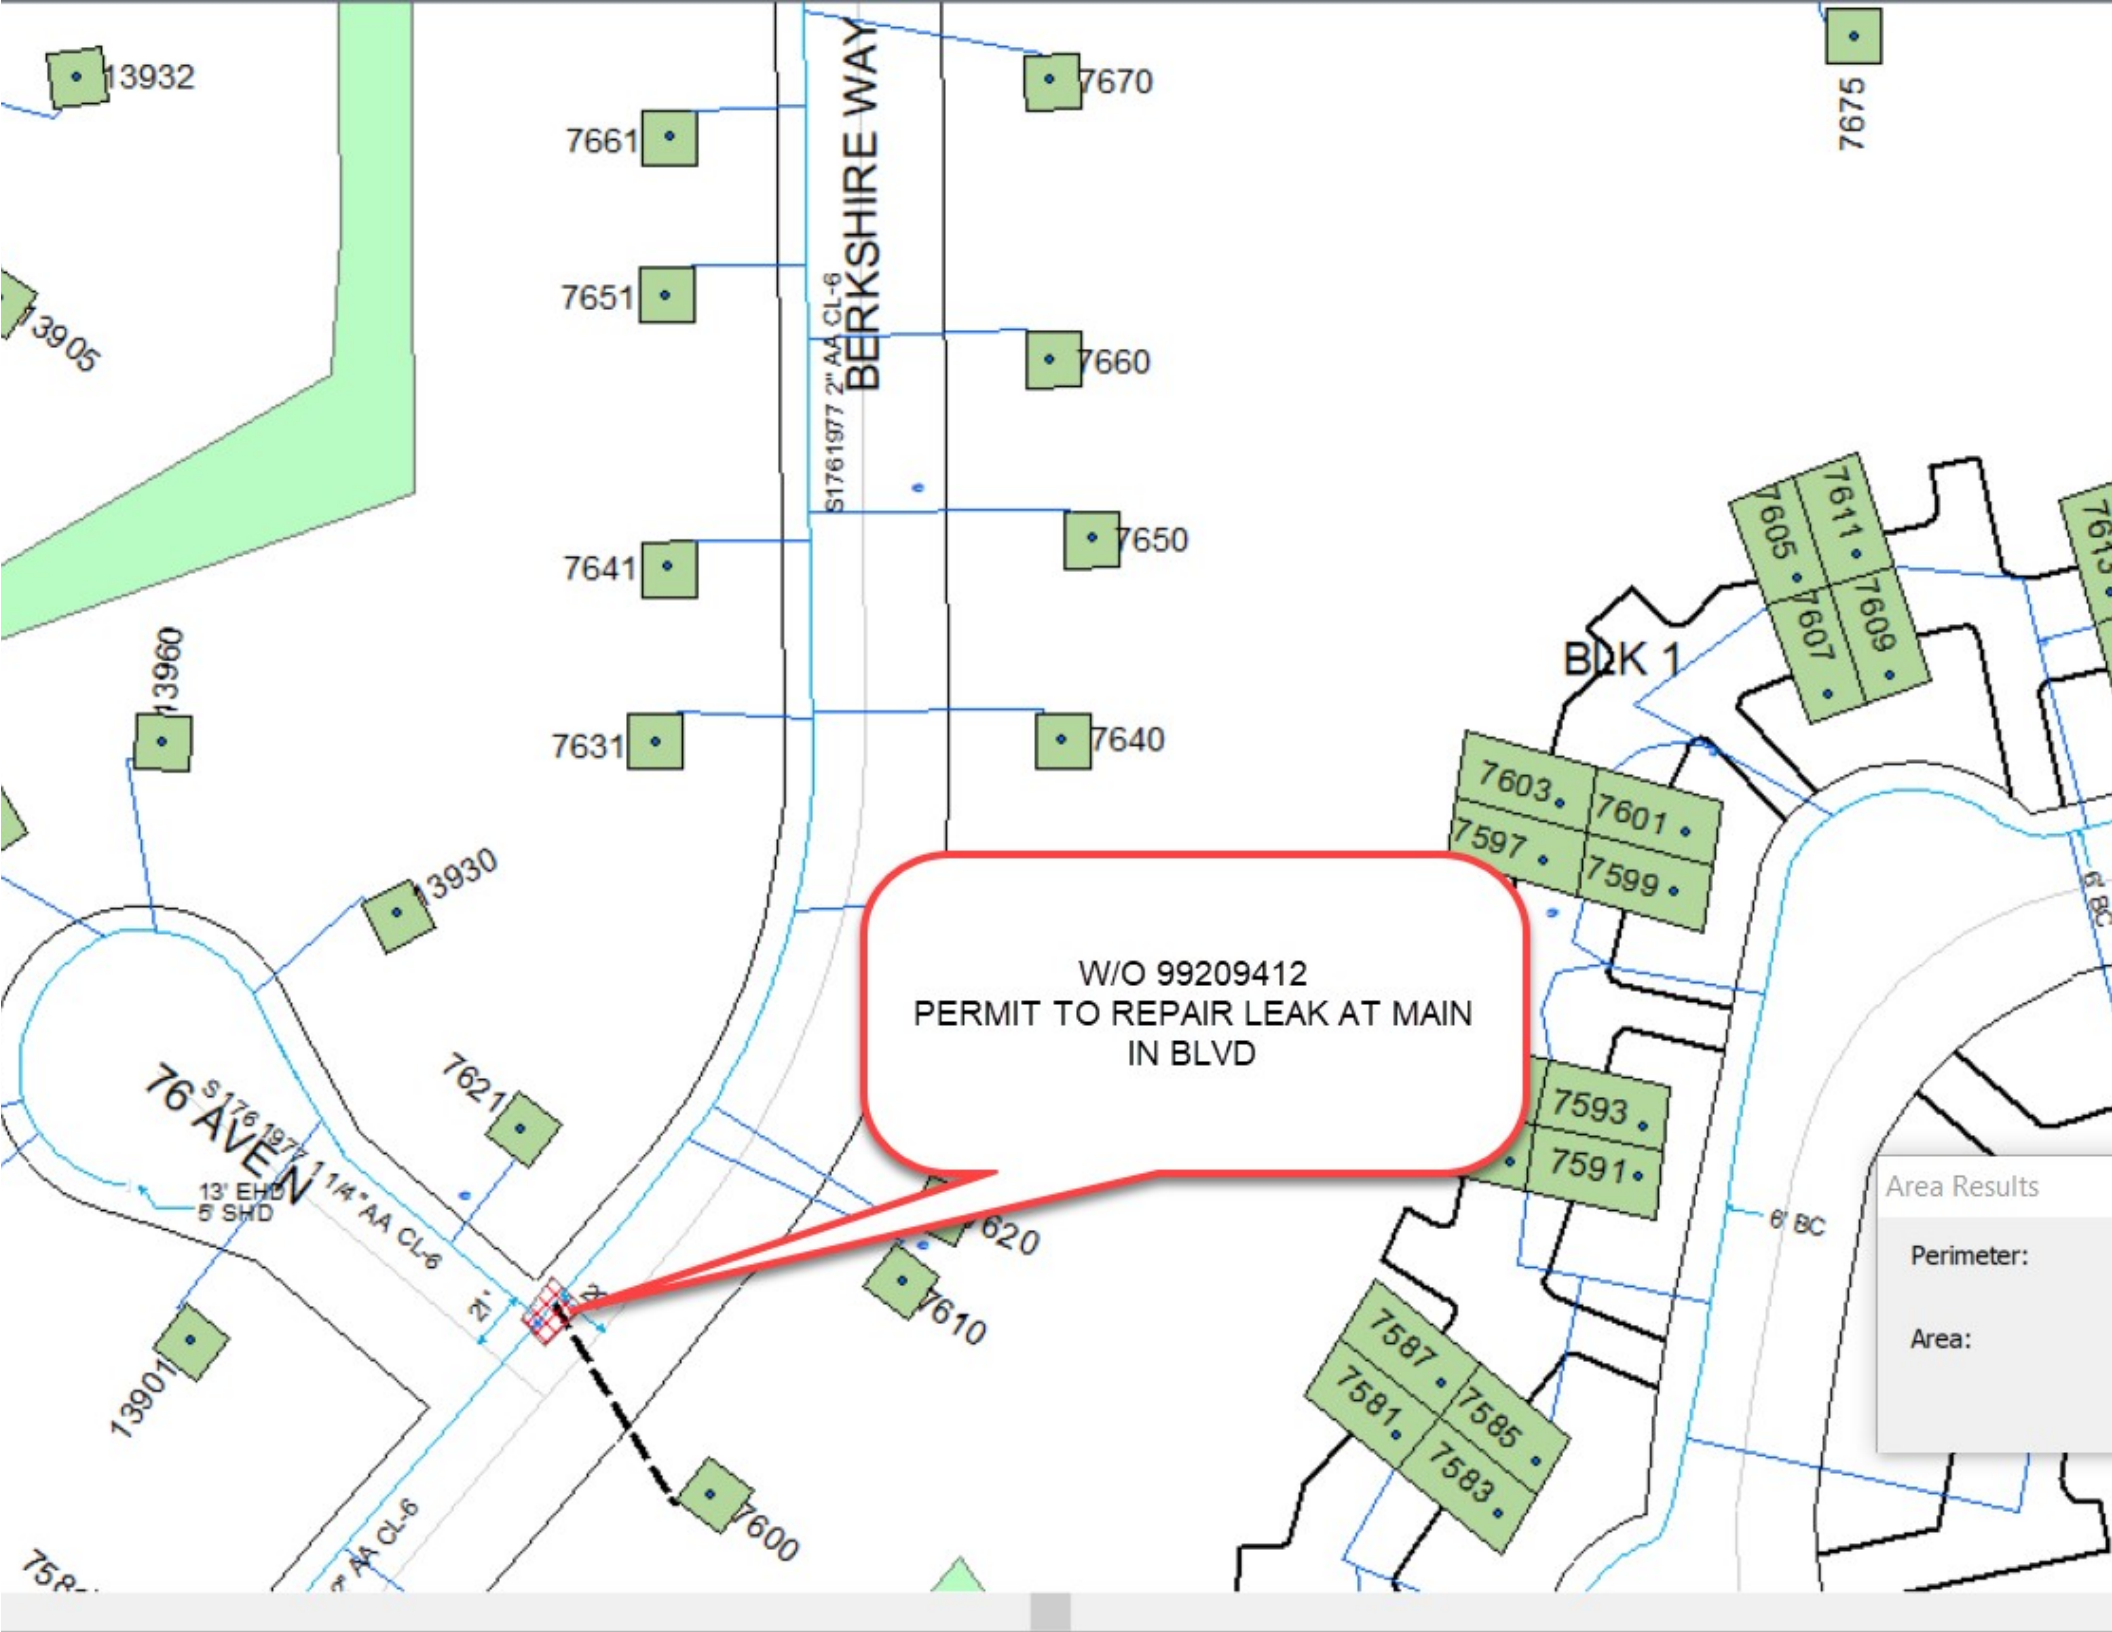 13932
7670
7675
7661
BERKSHIRE WAY
7651
13905
S1761977 2" AA CL-6
7660
7611
7605
7613
7650
7641
7609
7607
BLK 1
13960
7631
7640
7603
7601
7597
7599
13930
6' BC
W/O 99209412
PERMIT TO REPAIR LEAK AT MAIN
IN BLVD
7621
7593
7591
76 AVE N
S176 1977 1 1/4" AA CL-6
13' EHD
5' SHD
Area Results
6' BC
7620
Perimeter:
21'
7610
Area:
13901
7587
7585
7581
7583
7600
AA CL-6